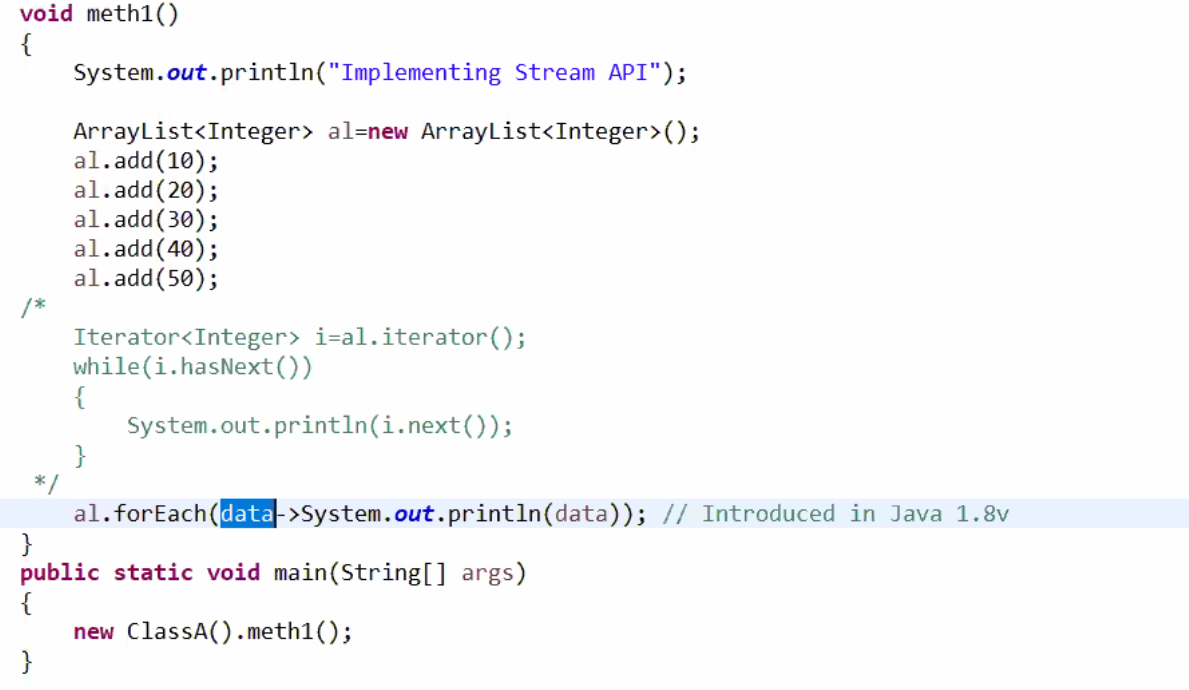 void meth1()
{
    System.out.println("Implementing Stream API");

    ArrayList<Integer> al=new ArrayList<Integer>();
    al.add(10);
    al.add(20);
    al.add(30);
    al.add(40);
    al.add(50);
/*
    Iterator<Integer> i=al.iterator();
    while(i.hasNext())
    {
        System.out.println(i.next());
    }
 */
    al.forEach(data->System.out.println(data)); // Introduced in Java 1.8v
}
public static void main(String[] args)
{
    new ClassA().meth1();
}